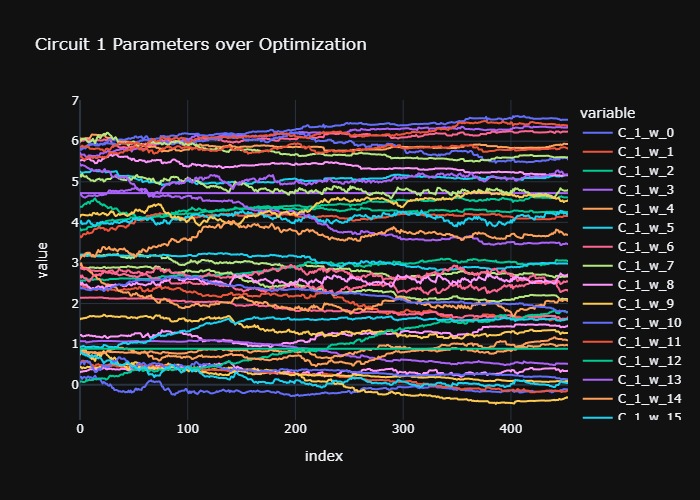 Circuit 1 Parameters over Optimization
7
6
5
4
3
2
1
0
value
0 100 200 300 400
index
variable
C_1_w_0
C_1_w_1
C_1_w_2
C_1_w_3
C_1_w_4
C_1_w_5
C_1_w_6
C_1_w_7
C_1_w_8
C_1_w_9
C_1_w_10
C_1_w_11
C_1_w_12
C_1_w_13
C_1_w_14
C_1_w_15